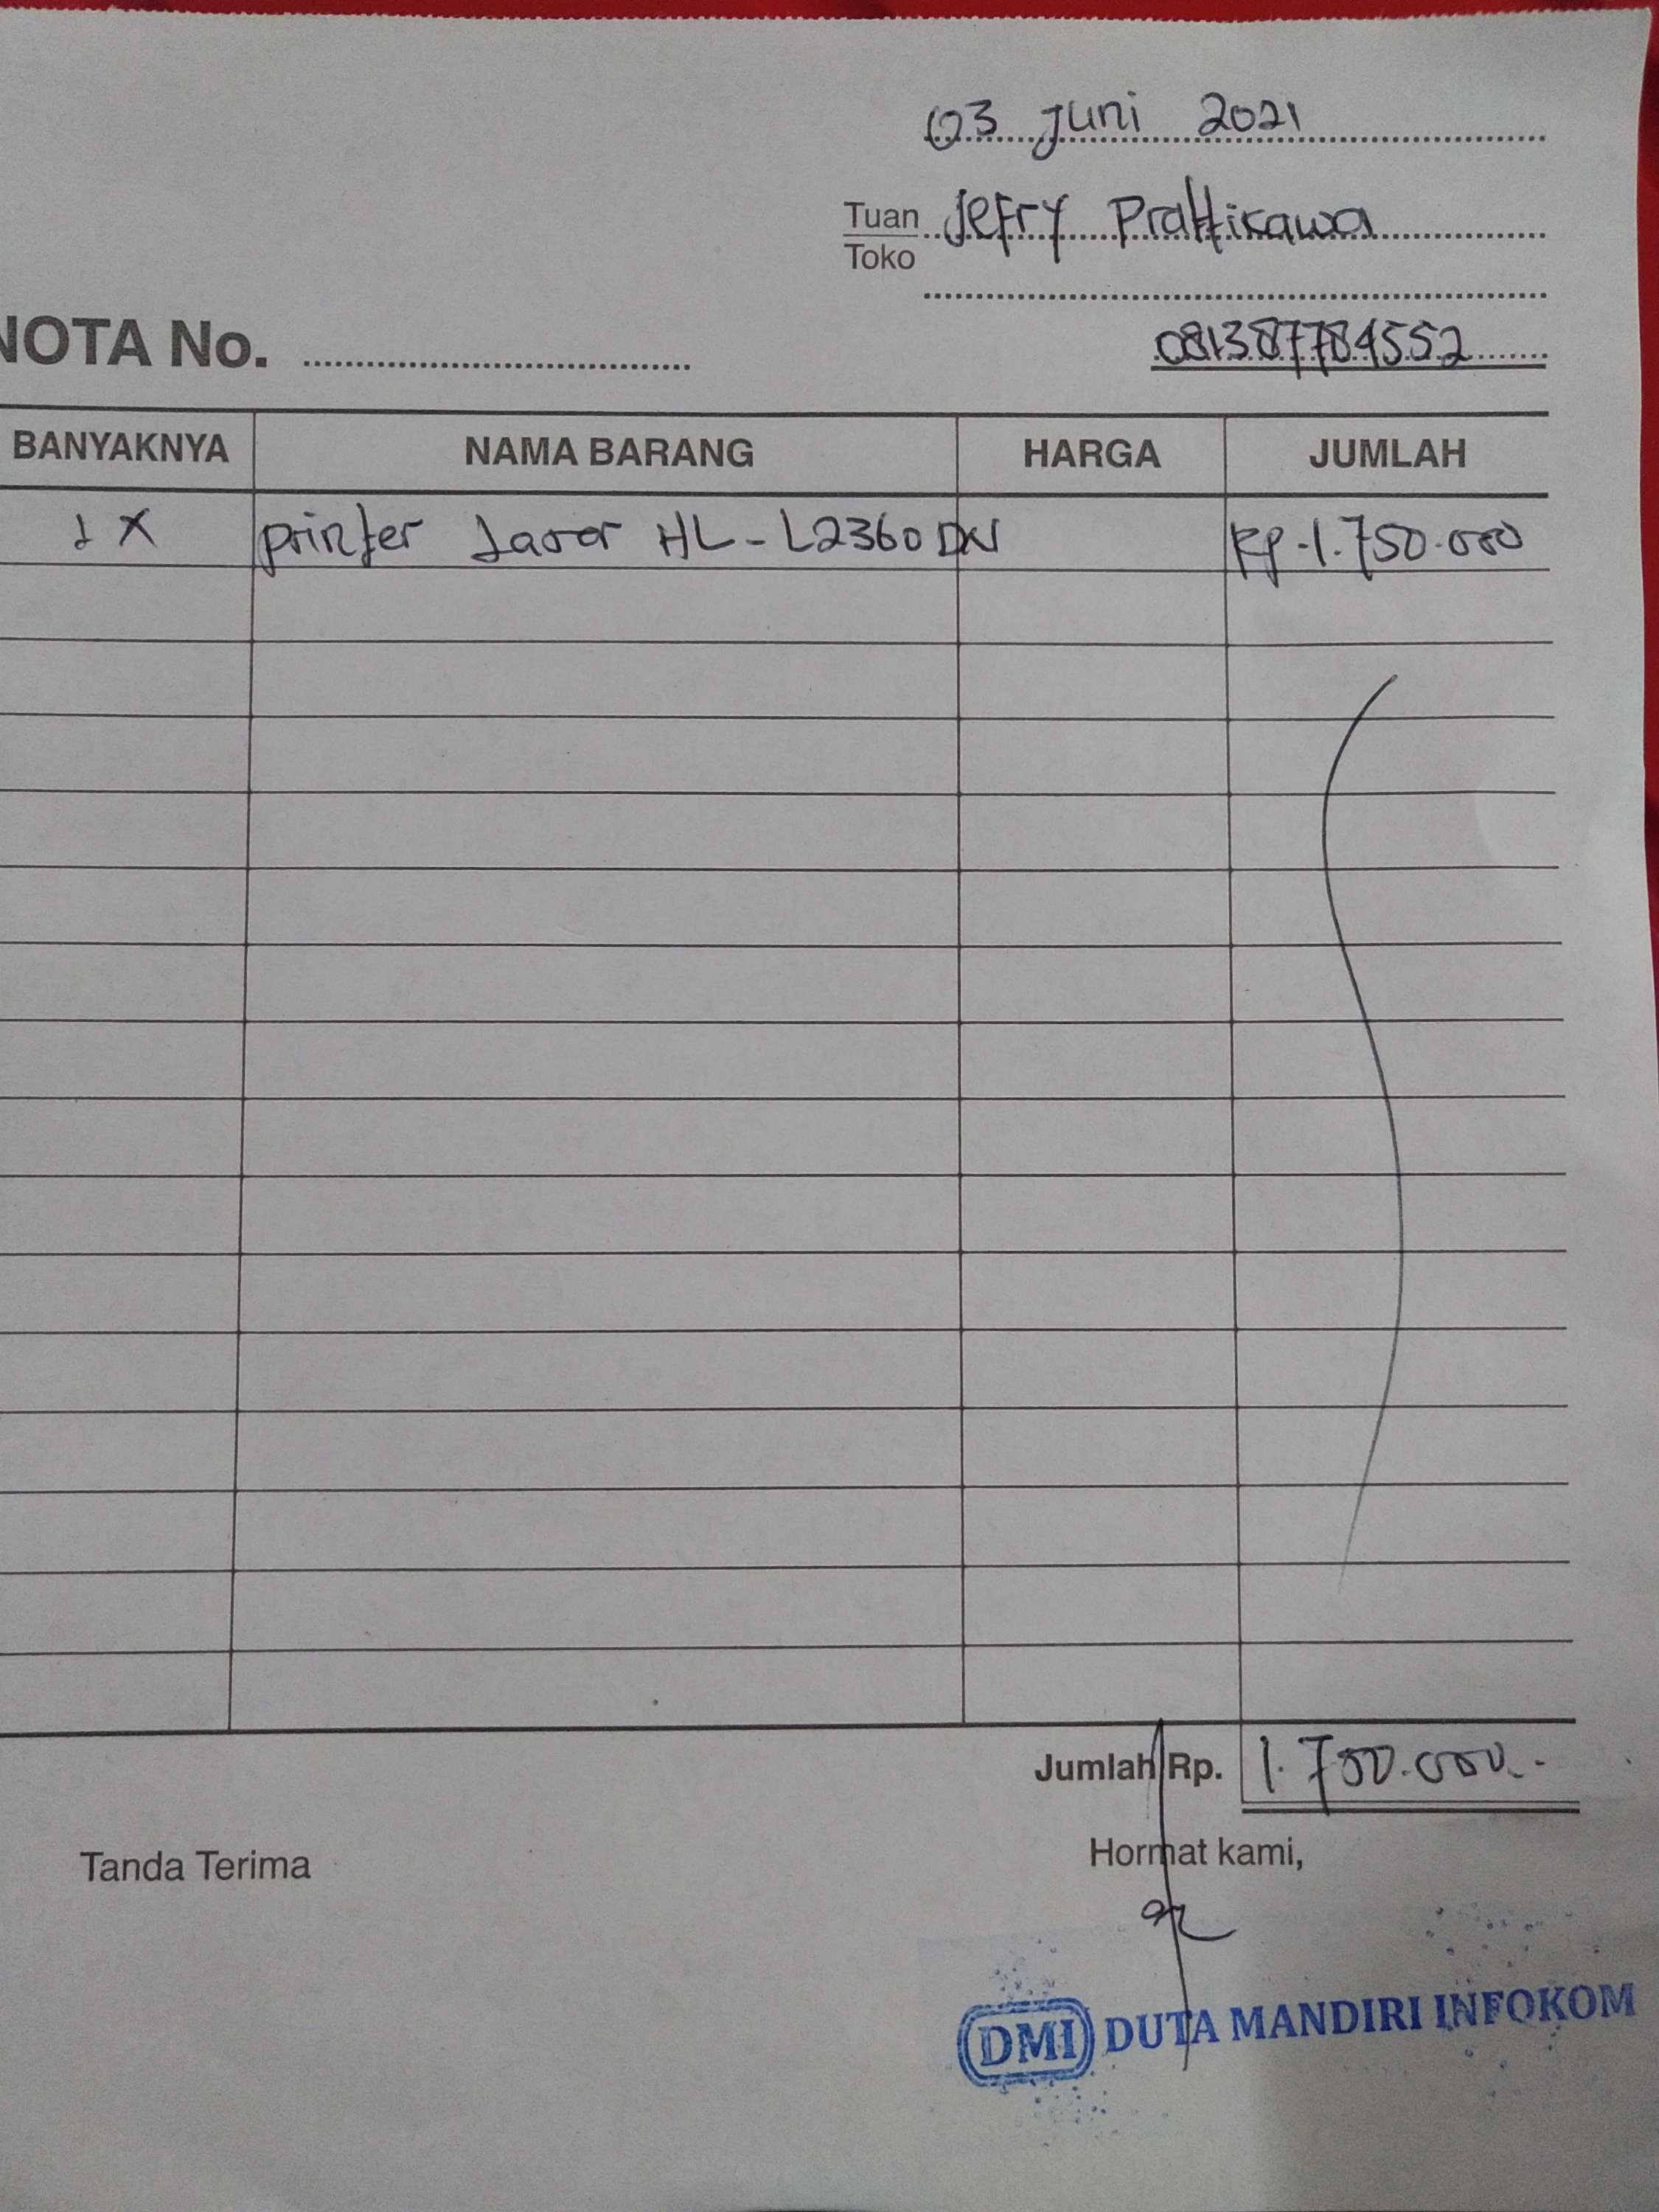 03 Juni 2021
Tuan Jefry Prattikawa
Toko
NOTA No.
081387784552
BANYAKNYA NAMA BARANG HARGA JUMLAH
1 X printer Laser HL-L2360DN Rp.1.750.000
Jumlah Rp. 1.750.000.-
Tanda Terima Hormat kami,
DMI DUTA MANDIRI INFOKOM